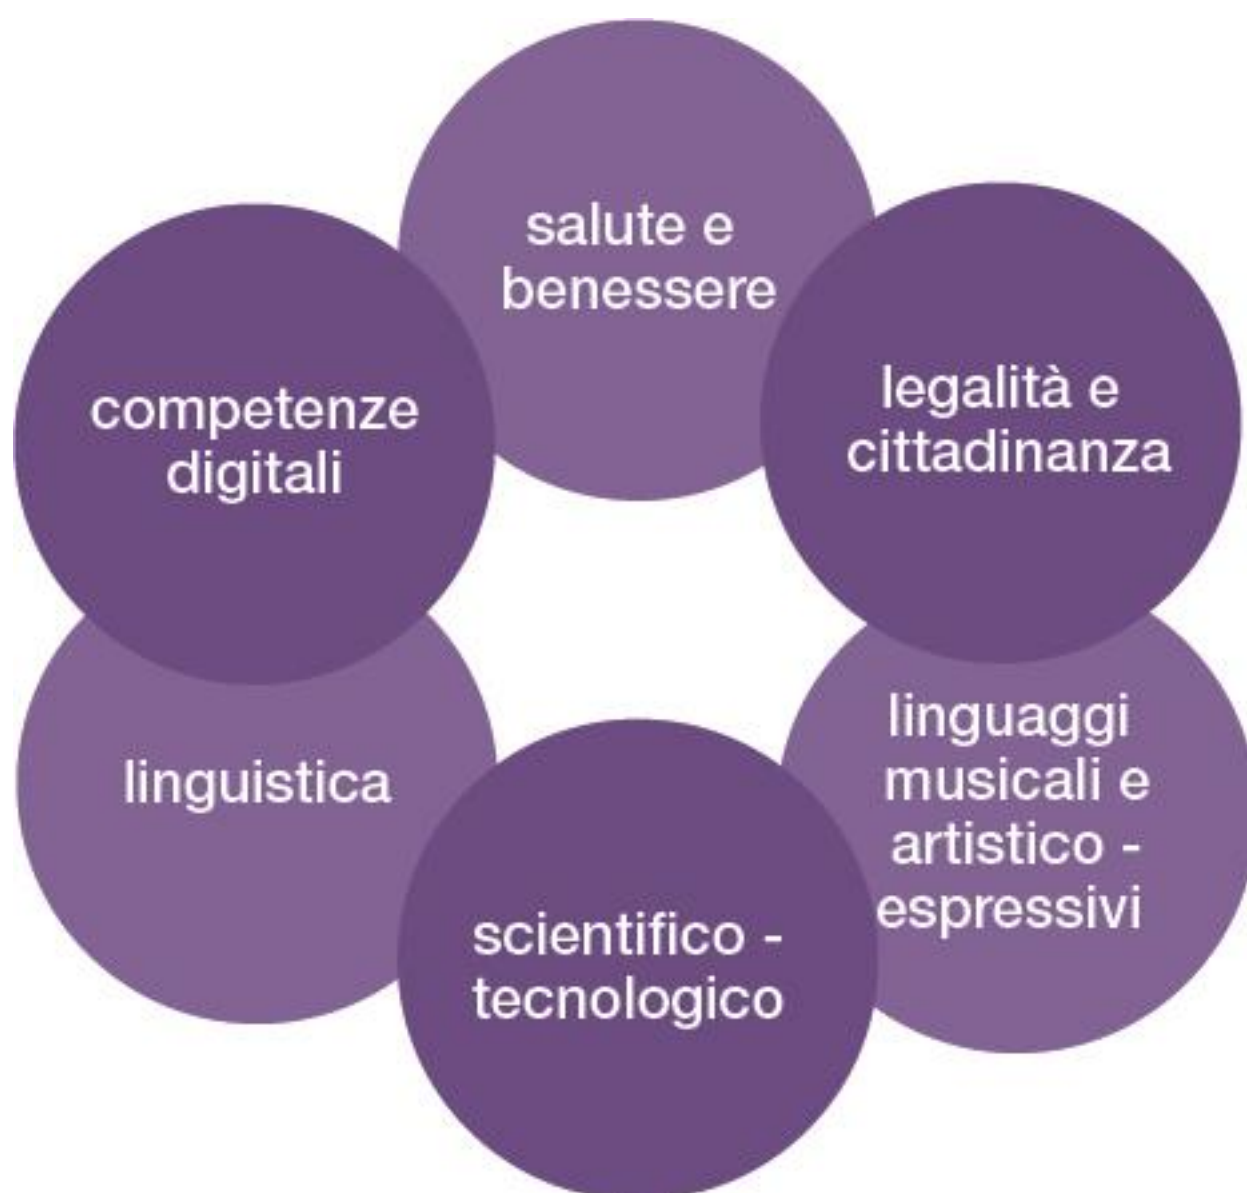 salute e
benessere
legalità e
cittadinanza
competenze
digitali
linguaggi
musicali e
artistico -
espressivi
linguistica
scientifico -
tecnologico